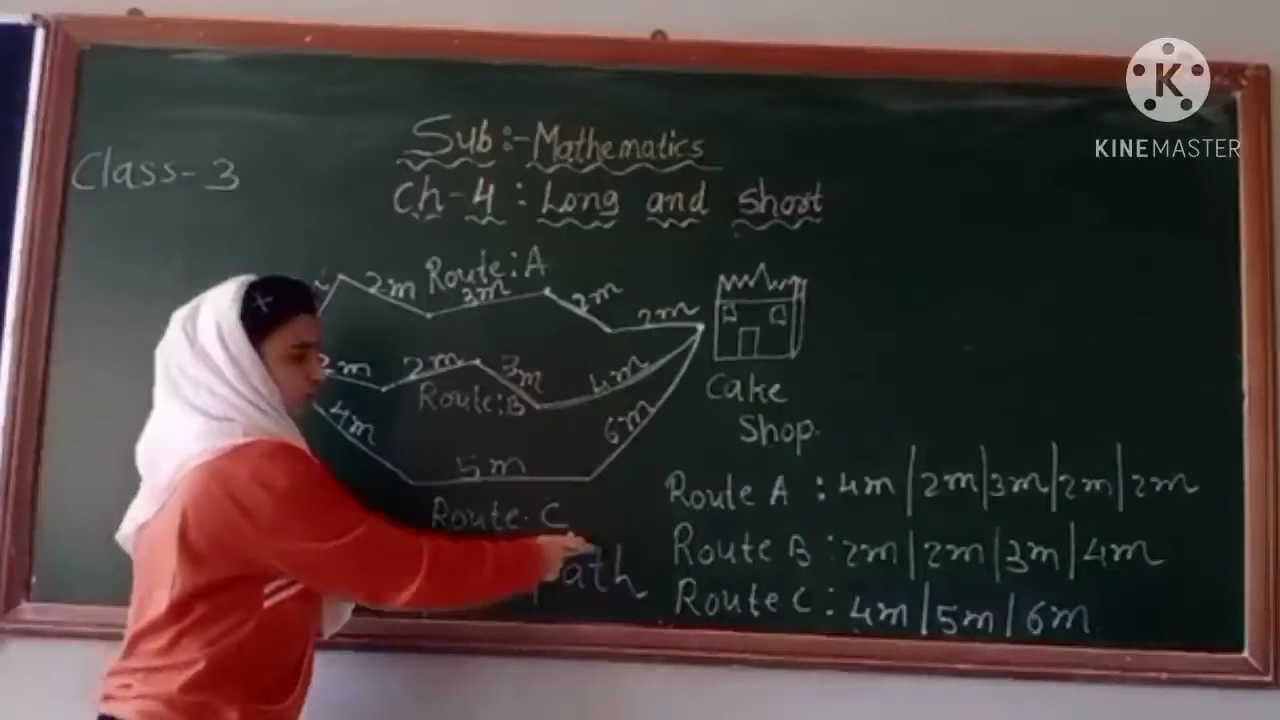 K
KINEMASTER
Sub:- Mathematics
Class-3
Ch-4: Long and short
Route: A
2m
3m
2m
2m
2m
2m
3m
4m
Route: B
4m
5m
6m
Route. C
Cake
Shop.
Route A : 4m | 2m | 3m | 2m | 2m
Route B : 2m | 2m | 3m | 4m
Route C : 4m | 5m | 6m